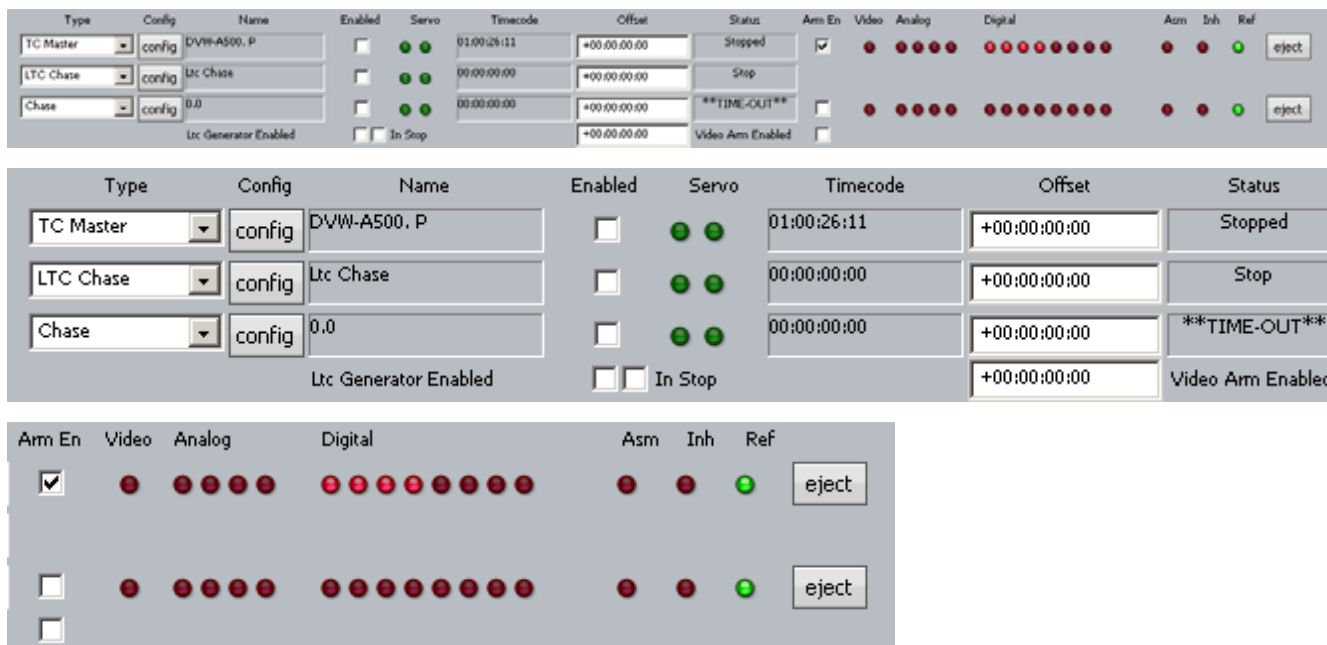 Type Config Name Enabled Servo Timecode Offset Status Arm En Video Analog Digital Asm Inh Ref
TC Master config DVW-A500. P 01:00:26:11 +00:00:00:00 Stopped eject
LTC Chase config Ltc Chase 00:00:00:00 +00:00:00:00 Stop
Chase config 0.0 00:00:00:00 +00:00:00:00 **TIME-OUT** eject
Ltc Generator Enabled In Stop +00:00:00:00 Video Arm Enabled
Type Config Name Enabled Servo Timecode Offset Status
TC Master config DVW-A500. P 01:00:26:11 +00:00:00:00 Stopped
LTC Chase config Ltc Chase 00:00:00:00 +00:00:00:00 Stop
Chase config 0.0 00:00:00:00 +00:00:00:00 **TIME-OUT**
Ltc Generator Enabled In Stop +00:00:00:00 Video Arm Enabled
Arm En Video Analog Digital Asm Inh Ref
eject
eject